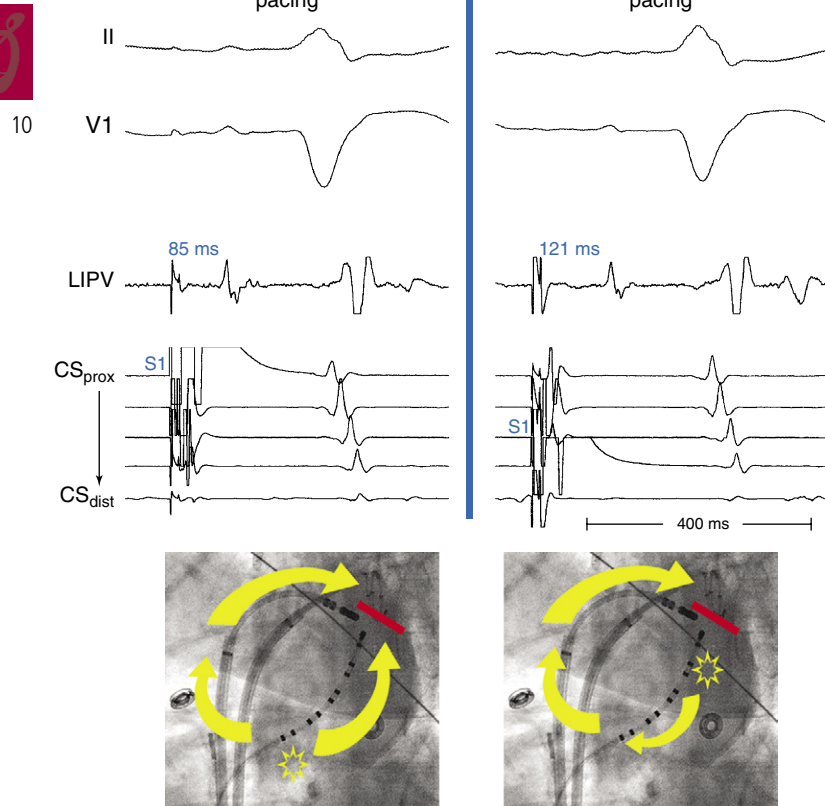 pacing
pacing
II
10
V1
85 ms
121 ms
LIPV
S1
CSprox
S1
CSdist
400 ms